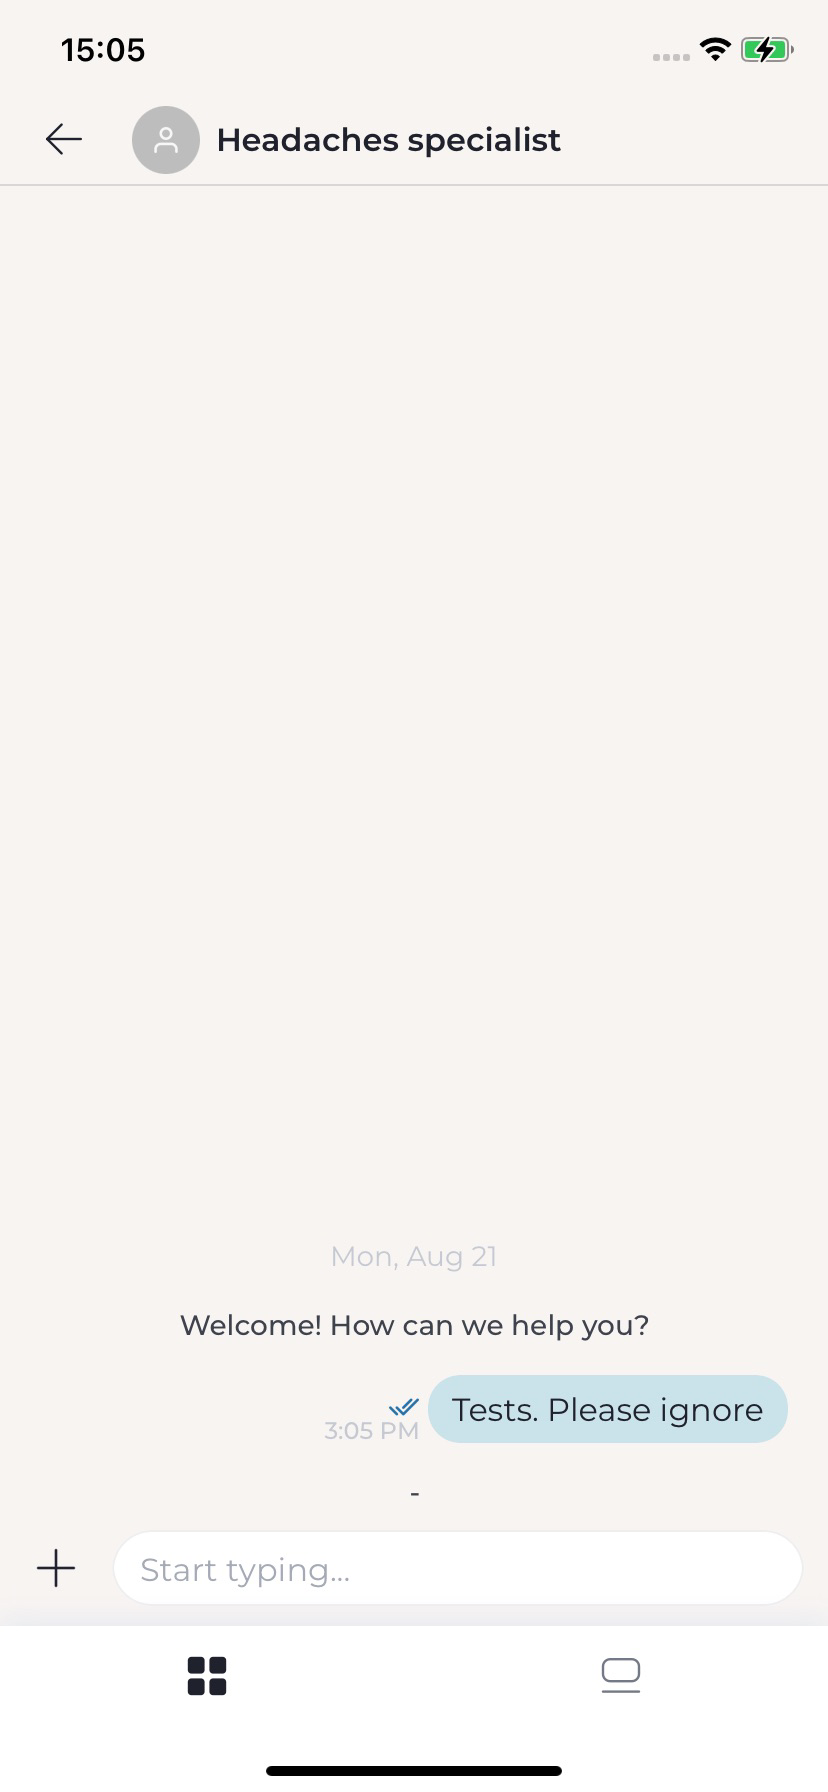 15:05
Headaches specialist
Mon, Aug 21
Welcome! How can we help you?
Tests. Please ignore
3:05 PM
-
Start typing...